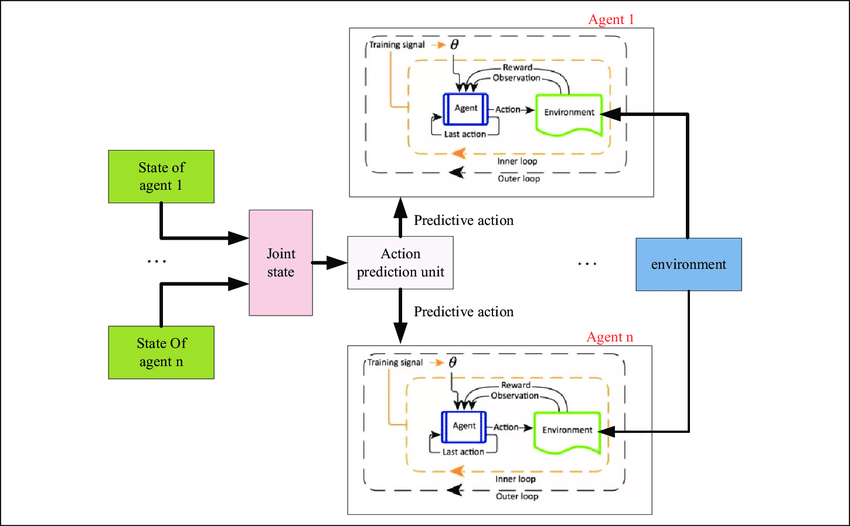 Agent 1
Training signal
θ
Reward
Observation
Agent
Action
Environment
Last action
Inner loop
Outer loop
State of
agent 1
Predictive action
...
Joint
state
Action
prediction unit
...
environment
State Of
agent n
Predictive action
Agent n
Training signal
θ
Reward
Observation
Agent
Action
Environment
Last action
Inner loop
Outer loop